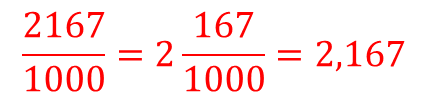 2167/1000 = 2 167/1000 = 2,167